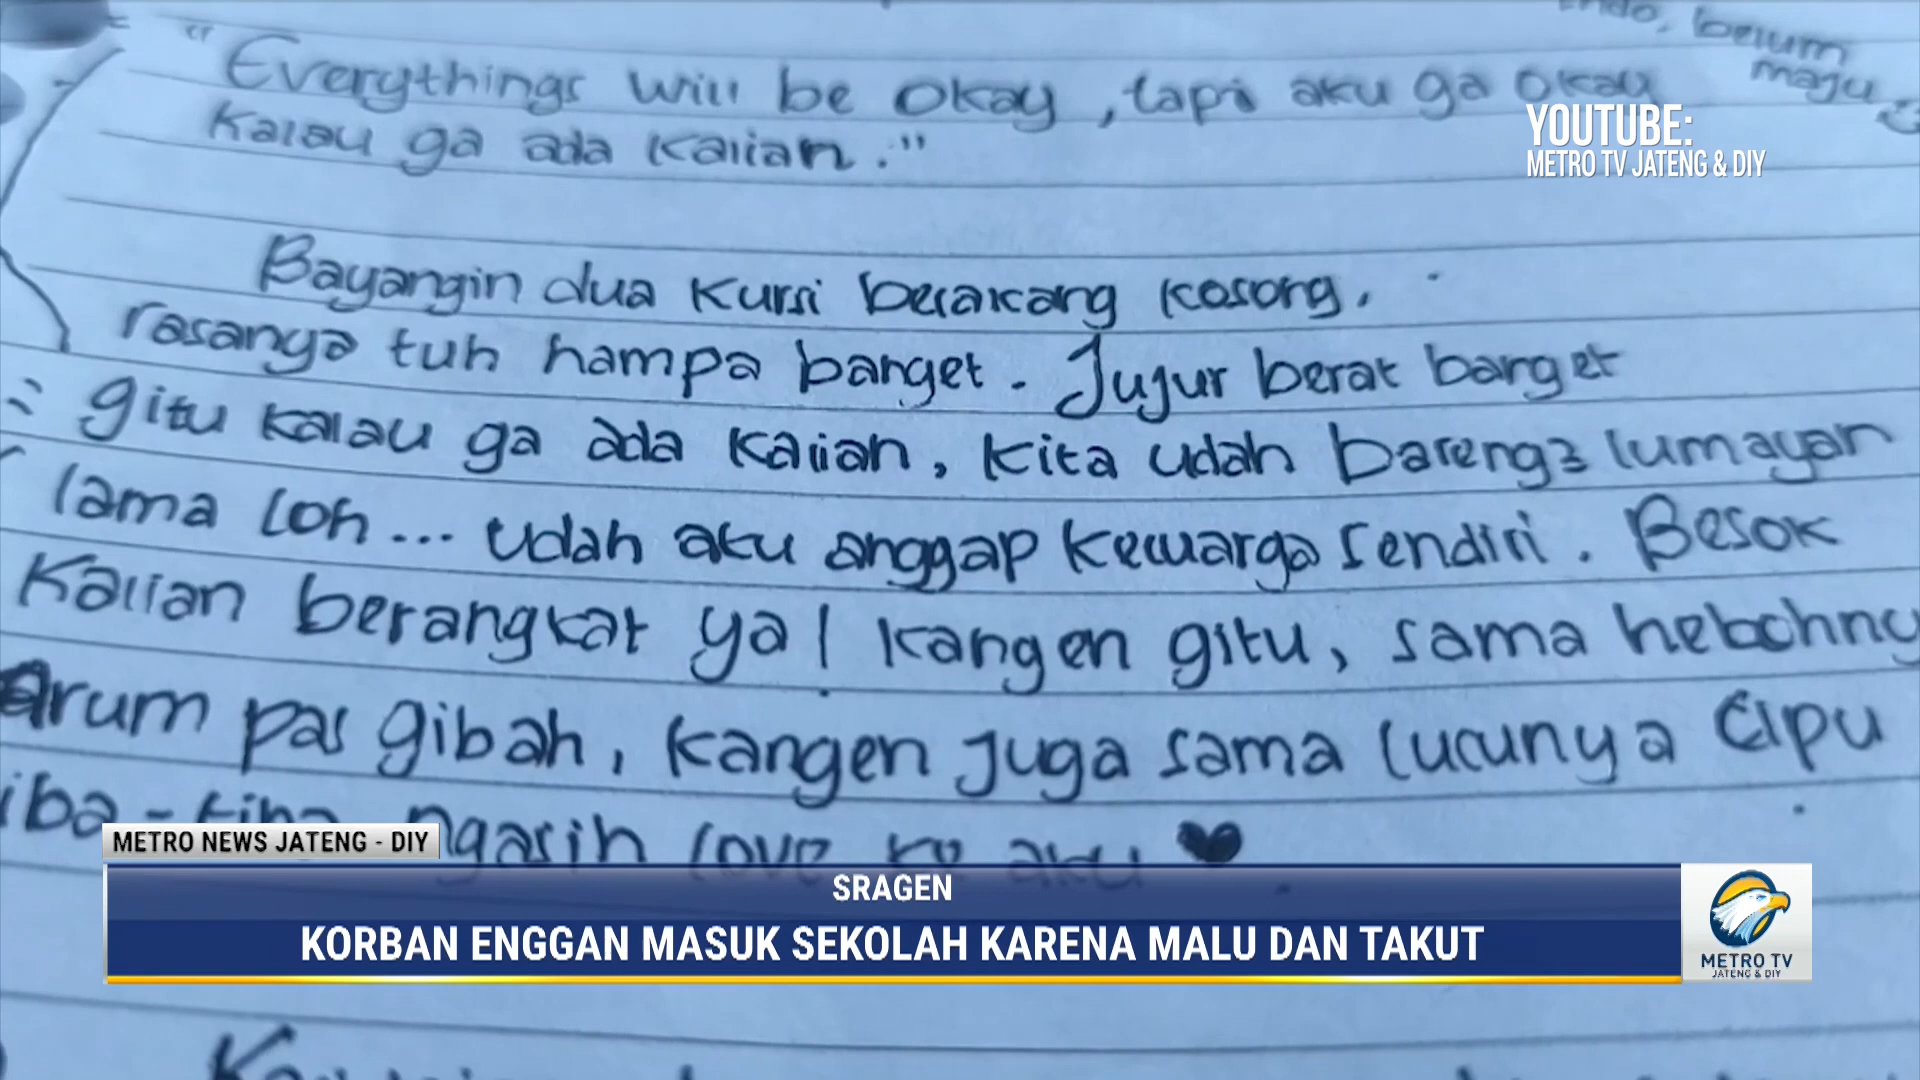 belum
maju
"Everythings will be okay, tapi aku ga okay
kalau ga ada kalian."
YOUTUBE:
METRO TV JATENG & DIY
Bayangin dua kursi belakang kosong,
rasanya tuh hampa banget. Jujur berat banget
gitu kalau ga ada kalian, kita udah bareng2 lumayan
lama loh... udah aku anggap kewarga sendiri. Besok
kalian berangkat ya! kangen gitu, sama hebohny
Arum pas gibah, kangen juga sama lucunya Cipu
iba-tiba ngasih love ke aku ♥
METRO NEWS JATENG - DIY
SRAGEN
KORBAN ENGGAN MASUK SEKOLAH KARENA MALU DAN TAKUT
METRO TV
JATENG & DIY